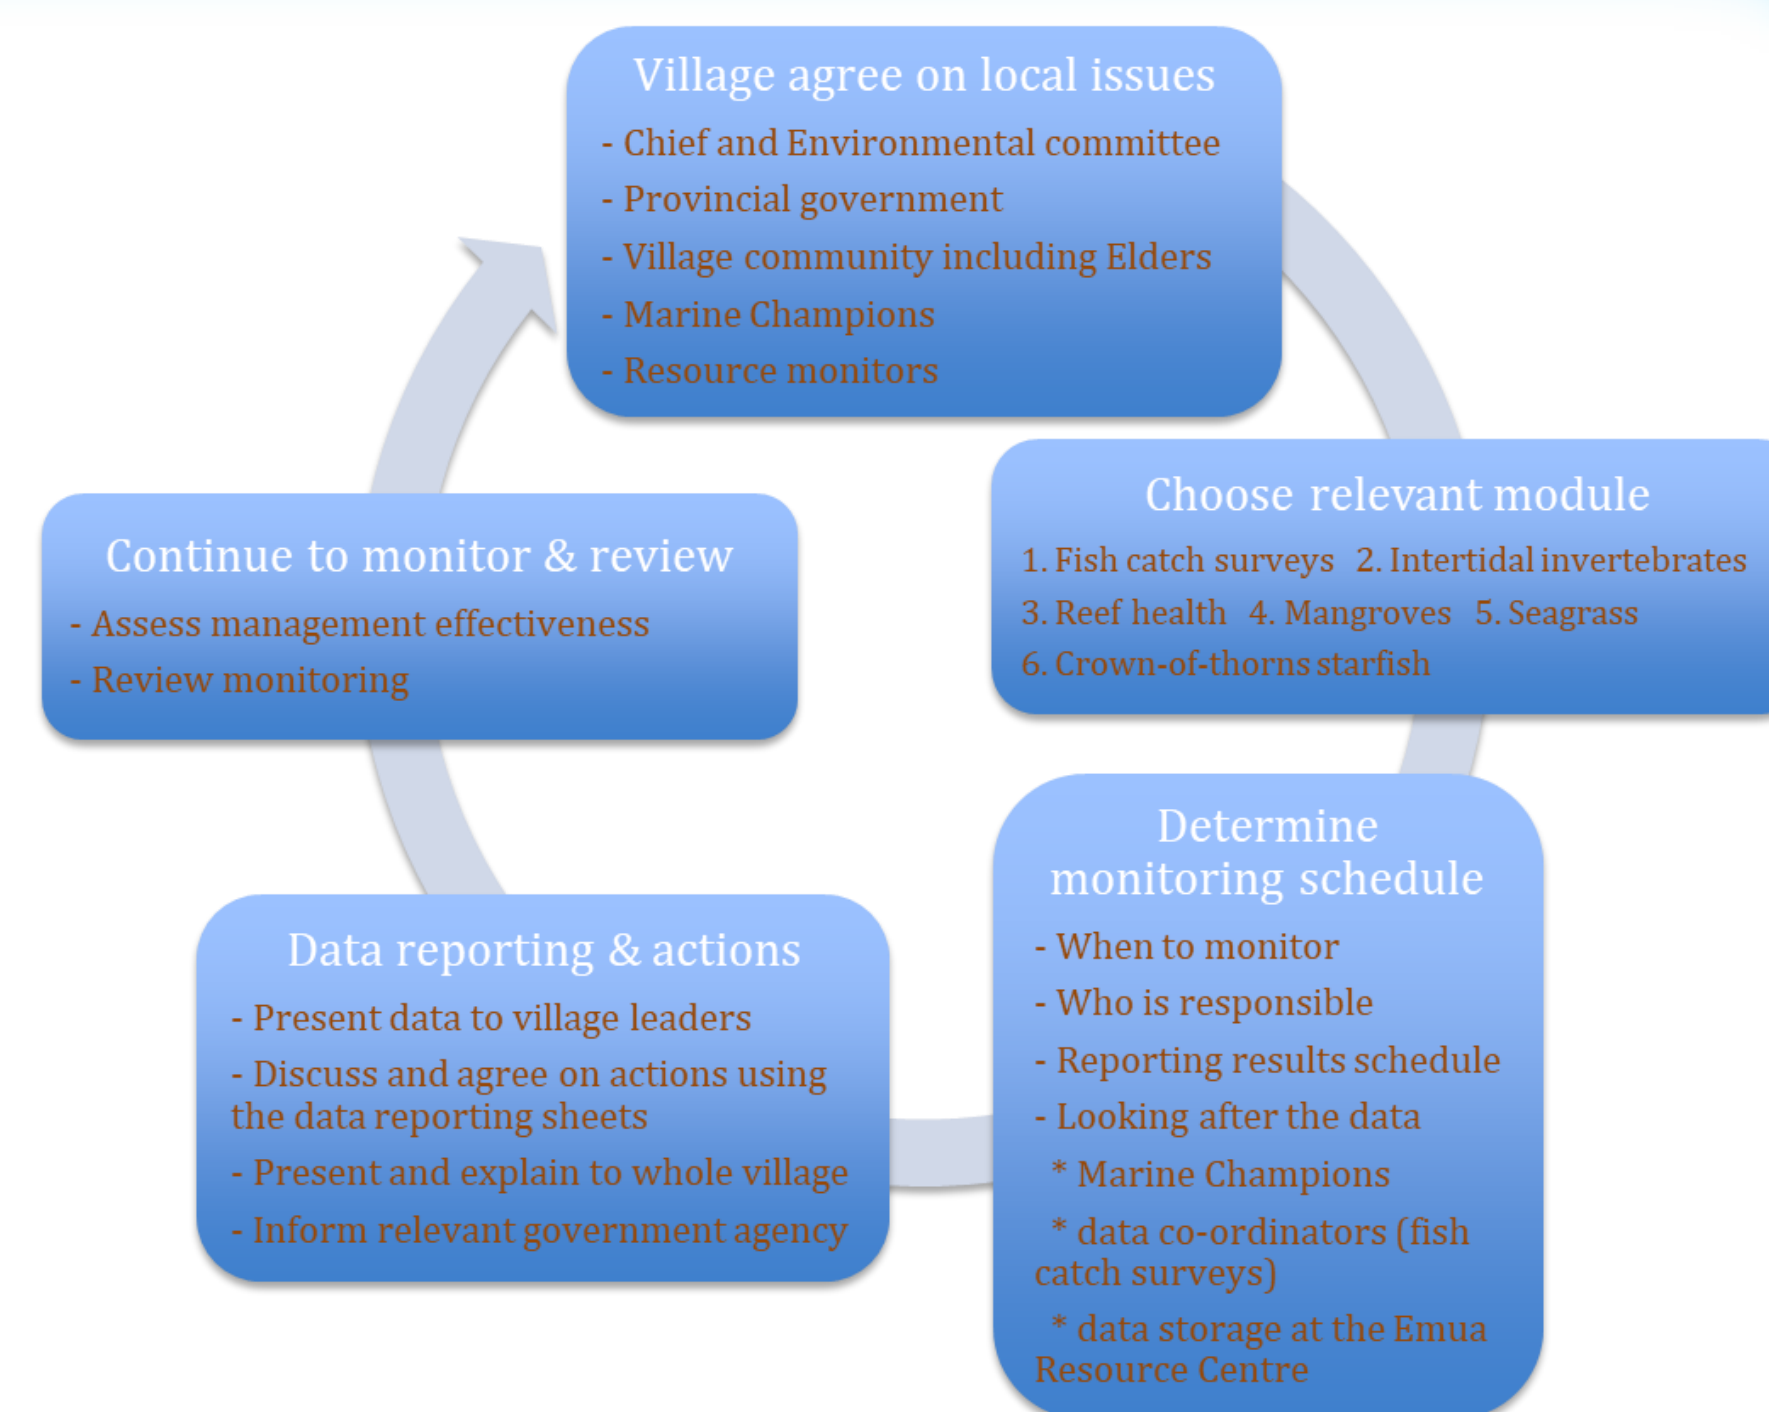 Village agree on local issues
- Chief and Environmental committee
- Provincial government
- Village community including Elders
- Marine Champions
- Resource monitors
Choose relevant module
1. Fish catch surveys 2. Intertidal invertebrates
3. Reef health 4. Mangroves 5. Seagrass
6. Crown-of-thorns starfish
Determine
monitoring schedule
- When to monitor
- Who is responsible
- Reporting results schedule
- Looking after the data
* Marine Champions
* data co-ordinators (fish
catch surveys)
* data storage at the Emua
Resource Centre
Data reporting & actions
- Present data to village leaders
- Discuss and agree on actions using
the data reporting sheets
- Present and explain to whole village
- Inform relevant government agency
Continue to monitor & review
- Assess management effectiveness
- Review monitoring